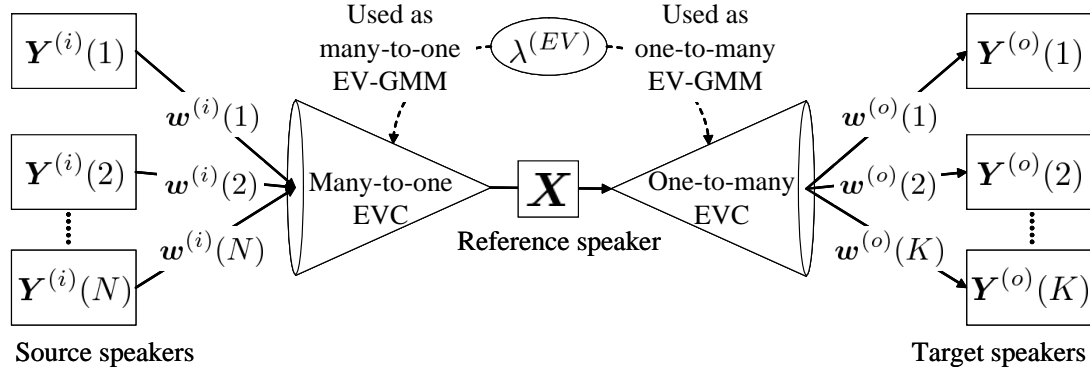 Y^{(i)}(1)
Y^{(i)}(2)
Y^{(i)}(N)
Source speakers
w^{(i)}(1)
w^{(i)}(2)
w^{(i)}(N)
Used as
many-to-one
EV-GMM
λ^{(EV)}
Used as
one-to-many
EV-GMM
Many-to-one
EVC
X
Reference speaker
One-to-many
EVC
w^{(o)}(1)
w^{(o)}(2)
w^{(o)}(K)
Y^{(o)}(1)
Y^{(o)}(2)
Y^{(o)}(K)
Target speakers